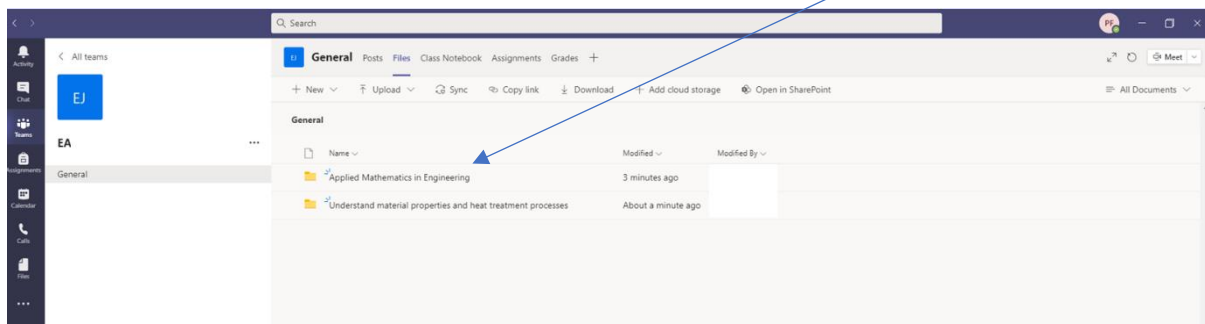 Search
PF
Activity
Chat
Teams
Assignments
Calendar
Calls
Files
All teams
EJ
EA
General
EJ General Posts Files Class Notebook Assignments Grades
Meet
New Upload Sync Copy link Download Add cloud storage Open in SharePoint All Documents
General
Name Modified Modified By
Applied Mathematics in Engineering 3 minutes ago
Understand material properties and heat treatment processes About a minute ago